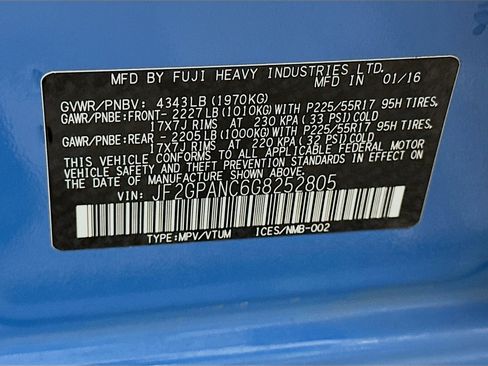 MFD BY FUJI HEAVY INDUSTRIES LTD.
MFD IN 01/16
GVWR/PNBV: 4343LB(1970KG)
GAWR/PNBE:FRONT- 2227LB(1010KG)WITH P225/55R17 95H TIRES,
17X7J RIMS AT 230 KPA( 33 PSI)COLD
GAWR/PNBE:REAR - 2205LB(1000KG)WITH P225/55R17 95H TIRES,
17X7J RIMS AT 220 KPA( 32 PSI)COLD
THIS VEHICLE CONFORMS TO ALL APPLICABLE FEDERAL MOTOR
VEHICLE SAFETY AND THEFT PREVENTION STANDARDS IN EFFECT
ON THE DATE OF MANUFACTURE SHOWN ABOVE.
VIN: JF2GPANC6G8252805
TYPE:MPV/VTUM ICES/NMB-002